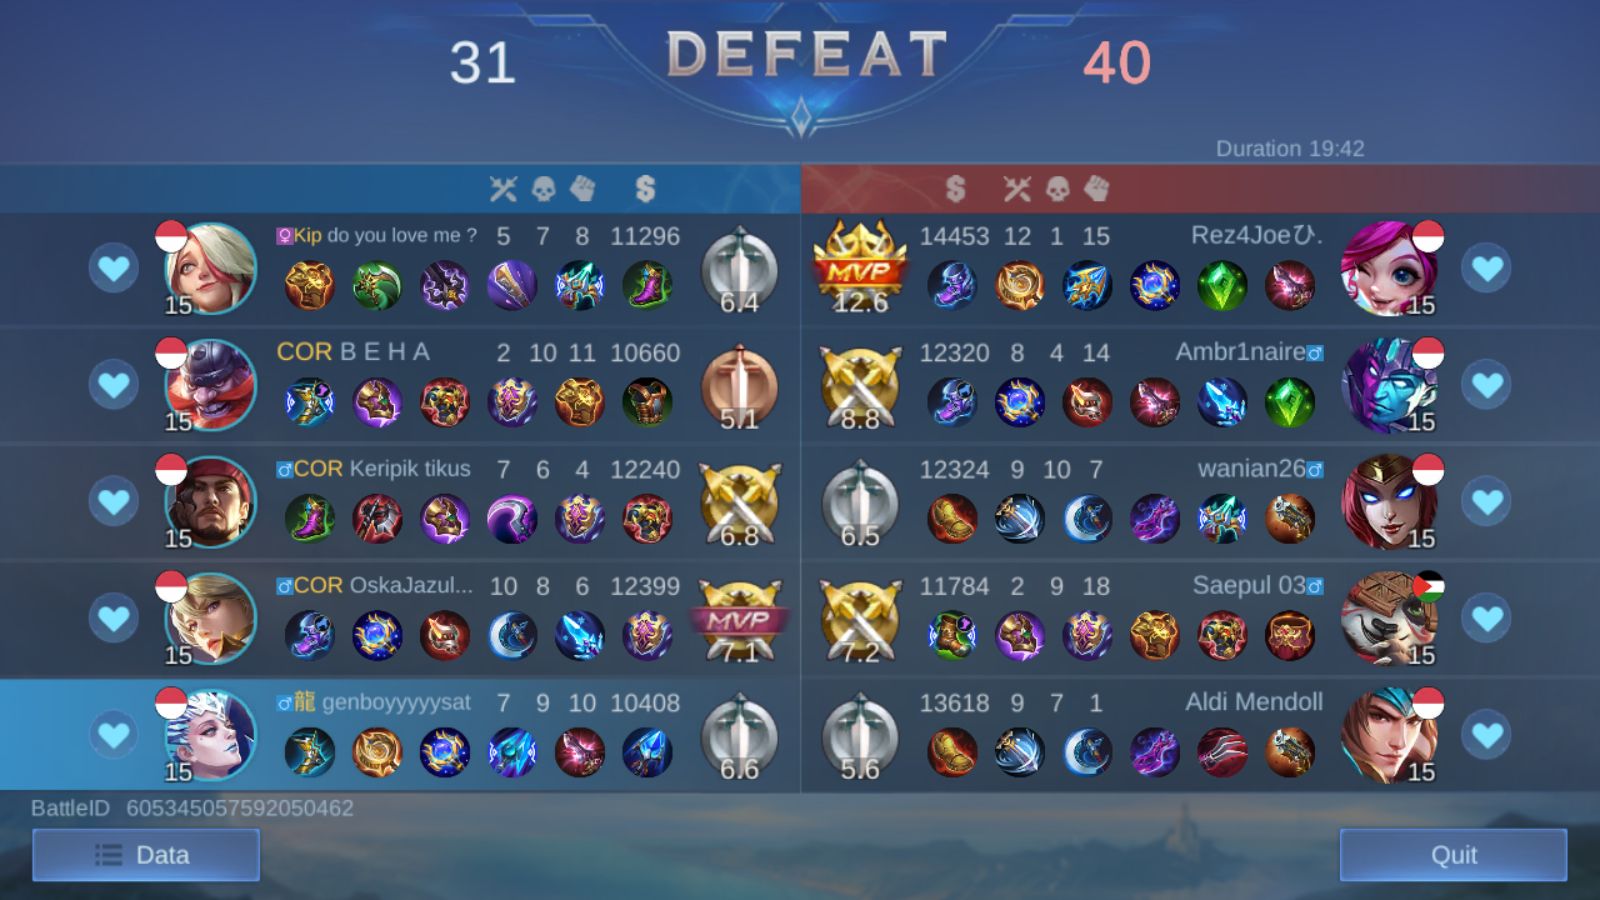 31 DEFEAT 40
Duration 19:42
♀Kip do you love me ? 5 7 8 11296
15 6.4
MVP 14453 12 1 15 Rez4Joeひ.
12.6 15
COR B E H A 2 10 11 10660
15 5.1
12320 8 4 14 Ambr1naire♂
8.8 15
♂COR Keripik tikus 7 6 4 12240
15 6.8
12324 9 10 7 wanian26♂
6.5 15
♂COR OskaJazul... 10 8 6 12399 MVP
15 7.1
11784 2 9 18 Saepul 03♂
7.2 15
♂龍 genboyyyyysat 7 9 10 10408
15 6.6
13618 9 7 1 Aldi Mendoll
5.6 15
BattleID 605345057592050462
Data
Quit